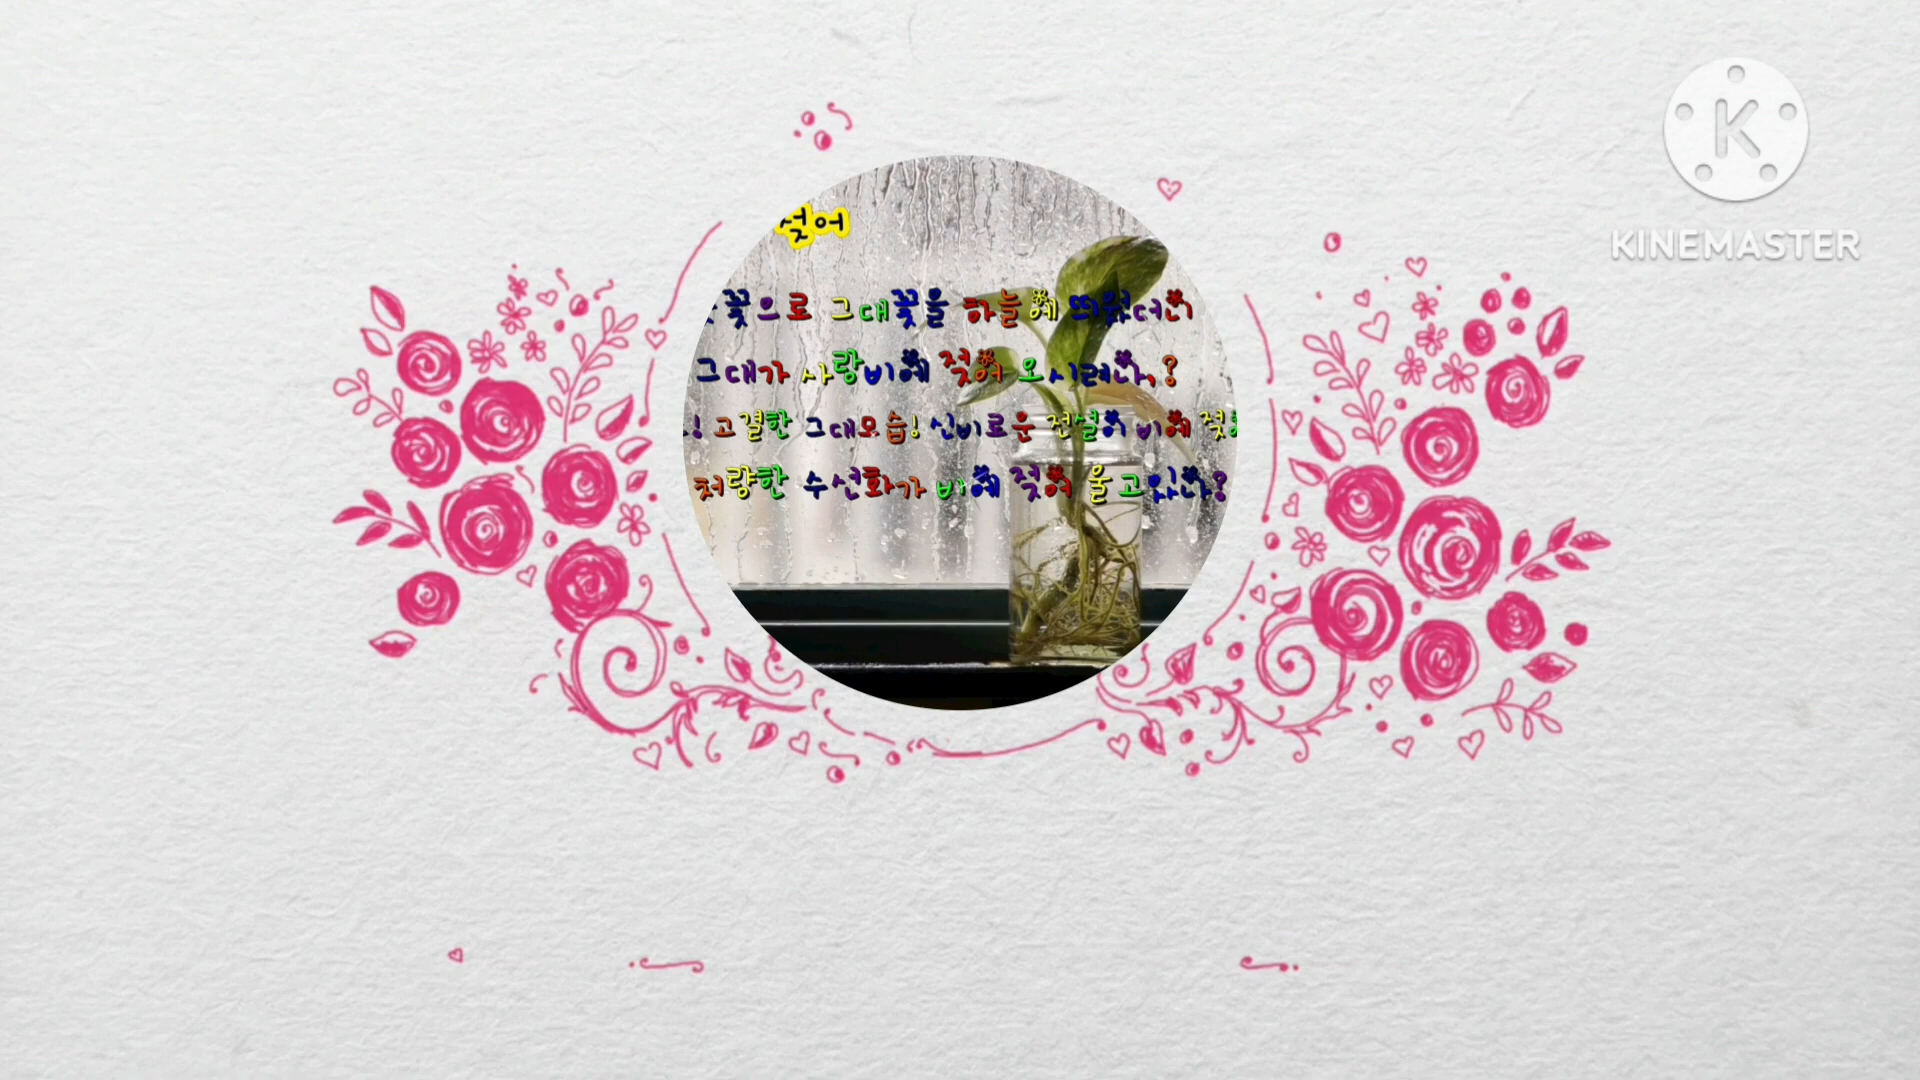 KINEMASTER
섶어
꽃으로 그대꽃을 하늘에 띄웠더니
그대가 사랑비에 젖어 오시려나,?
! 고결한 그대모습! 신비로운 전설어 비에 젖
처량한 수선화가 비에 젖어 울고있나?